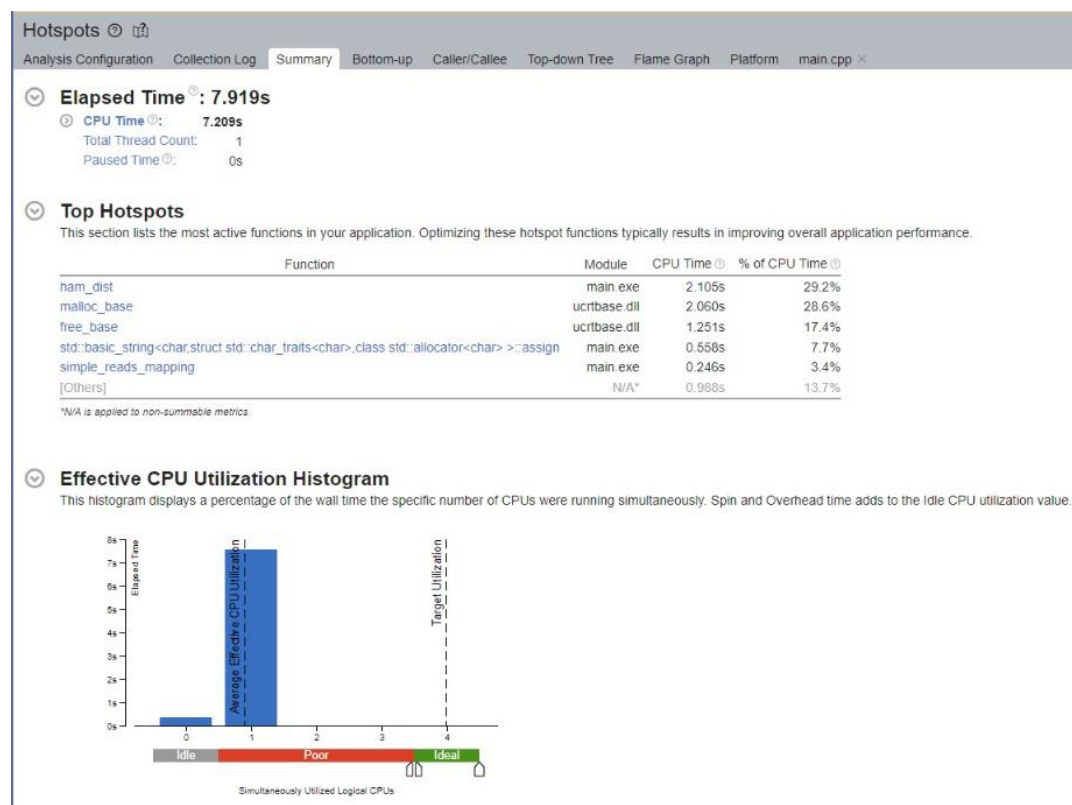 Hotspots
Analysis Configuration Collection Log Summary Bottom-up Caller/Callee Top-down Tree Flame Graph Platform main.cpp ×
Elapsed Time ?: 7.919s
CPU Time ?: 7.209s
Total Thread Count: 1
Paused Time ?: 0s
Top Hotspots
This section lists the most active functions in your application. Optimizing these hotspot functions typically results in improving overall application performance.
Function Module CPU Time ? % of CPU Time ?
ham_dist main.exe 2.105s 29.2%
malloc_base ucrtbase.dll 2.060s 28.6%
free_base ucrtbase.dll 1.251s 17.4%
std::basic_string<char,struct std::char_traits<char>,class std::allocator<char> >::assign main.exe 0.558s 7.7%
simple_reads_mapping main.exe 0.246s 3.4%
[Others] N/A* 0.988s 13.7%
*N/A is applied to non-summable metrics.
Effective CPU Utilization Histogram
This histogram displays a percentage of the wall time the specific number of CPUs were running simultaneously. Spin and Overhead time adds to the Idle CPU utilization value.
8s
7s
6s
5s
4s
3s
2s
1s
0s
Elapsed Time
Average Effective CPU Utilization
Target Utilization
0 1 2 3 4
Idle Poor Ideal
Simultaneously Utilized Logical CPUs